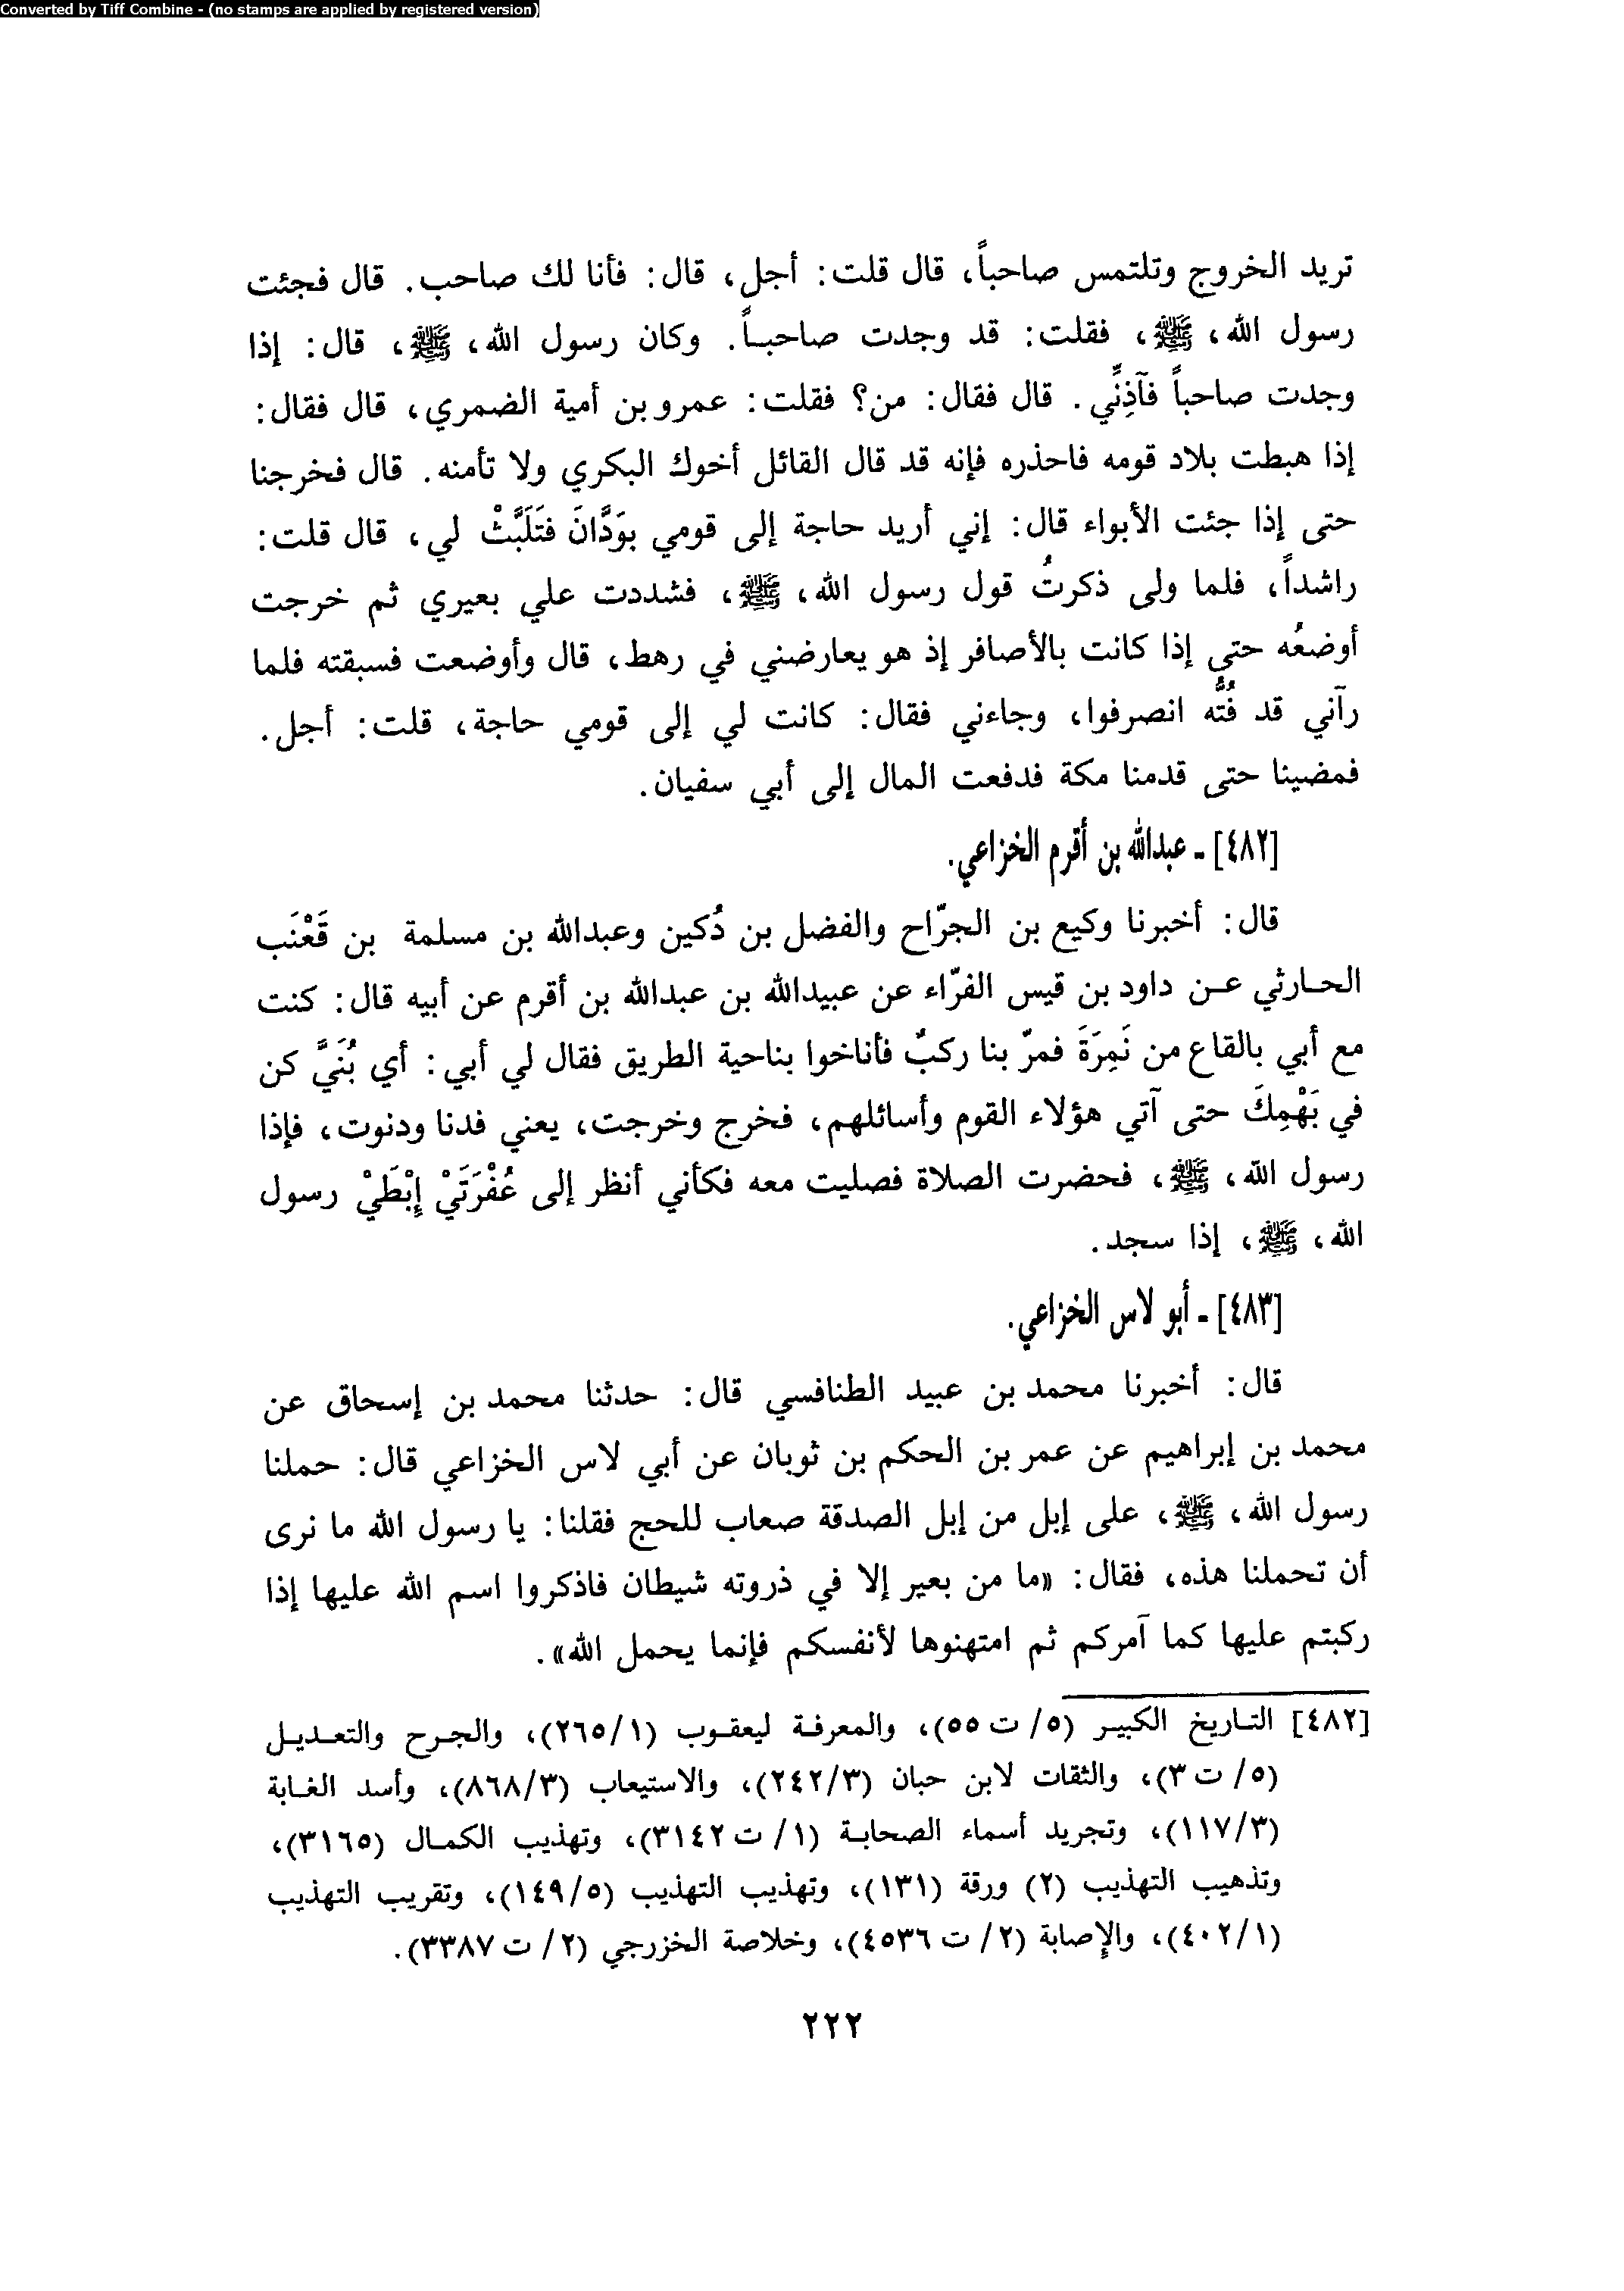 Converted by Tiff Combine - (no stamps are applied by registered version)
تريد الخروج وتلتمس صاحباً، قال قلت: أجل، قال: فأنا لك صاحب. قال فجئت
رسول الله، ﷺ، فقلت: قد وجدت صاحبـاً. وكان رسول الله، ﷺ، قال: إذا
وجدت صاحباً فآذِنِّي. قال فقال: من؟ فقلت: عمرو بن أمية الضمري، قال فقال:
إذا هبطت بلاد قومه فاحذره فإنه قد قال القائل أخوك البكري ولا تأمنه. قال فخرجنا
حتى إذا جئت الأبواء قال: إني أريد حاجة إلى قومي بوَدَّانَ فتَلَبَّثْ لي، قال قلت:
راشداً، فلما ولى ذكرتُ قول رسول الله، ﷺ، فشددت علي بعيري ثم خرجت
أوضعُه حتى إذا كانت بالأصافر إذ هو يعارضني في رهط، قال وأوضعت فسبقته فلما
رآني قد فُتُّه انصرفوا، وجاءني فقال: كانت لي إلى قومي حاجة، قلت: أجل.
فمضينا حتى قدمنا مكة فدفعت المال إلى أبي سفيان.
[٤٨٢] - عبدالله بن أقرم الخزاعي.
قال: أخبرنا وكيع بن الجرّاح والفضل بن دُكين وعبدالله بن مسلمة بن قَعْنَب
الحـارثي عـن داود بن قيس الفرّاء عن عبيدالله بن عبدالله بن أقرم عن أبيه قال: كنت
مع أبي بالقاع من نَمِرَةَ فمرّ بنا ركبٌ فأناخوا بناحية الطريق فقال لي أبي: أي بُنَيَّ كن
في بَهْمِكَ حتى آتي هؤلاء القوم وأسائلهم، فخرج وخرجت، يعني فدنا ودنوت، فإذا
رسول الله، ﷺ، فحضرت الصلاة فصليت معه فكأني أنظر إلى عُفْرَتَيْ إِبْطَيْ رسول
الله، ﷺ، إذا سجد.
[٤٨٣] - أبو لاس الخزاعي.
قال: أخبرنا محمد بن عبيد الطنافسي قال: حدثنا محمد بن إسحاق عن
محمد بن إبراهيم عن عمر بن الحكم بن ثوبان عن أبي لاس الخزاعي قال: حملنا
رسول الله، ﷺ، على إبل من إبل الصدقة صعاب للحج فقلنا: يا رسول الله ما نرى
أن تحملنا هذه، فقال: «ما من بعير إلا في ذروته شيطان فاذكروا اسم الله عليها إذا
ركبتم عليها كما آمركم ثم امتهنوها لأنفسكم فإنما يحمل الله».
[٤٨٢] التـاريخ الكبيـر (٥/ ت ٥٥)، والمعرفـة ليعقـوب (١/ ٢٦٥)، والجـرح والتعـديـل
(٥/ ت ٣)، والثقات لابن حبان (٣/ ٢٤٢)، والاستيعاب (٣/ ٨٦٨)، وأسد الغـابة
(٣/ ١١٧)، وتجريد أسماء الصحابـة (١/ ت ٣١٤٢)، وتهذيب الكمـال (٣١٦٥)،
وتذهيب التهذيب (٢) ورقة (١٣١)، وتهذيب التهذيب (٥/ ١٤٩)، وتقريب التهذيب
(١/ ٤٠٢)، والإصابة (٢/ ت ٤٥٣٦)، وخلاصة الخزرجي (٢/ ت ٣٣٨٧).
٢٢٢